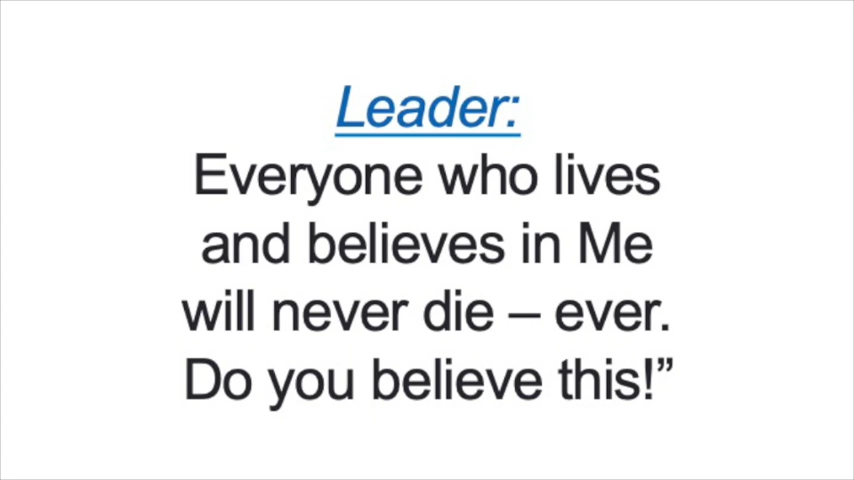 Leader:
Everyone who lives
and believes in Me
will never die – ever.
Do you believe this!”